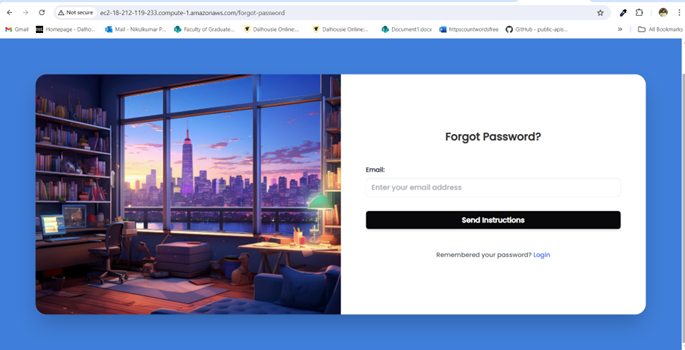 Not secure
ec2-18-212-119-233.compute-1.amazonaws.com/forgot-password
Gmail
Homepage - Dalho...
Mail - Niikulkumar P...
Faculty of Graduate...
Dalhousie Online:...
Dalhousie Online:...
Document1.docx
httpscountwordsfree
GitHub - public-apis...
All Bookmarks
Forgot Password?
Email:
Enter your email address
Send Instructions
Remembered your password? Login